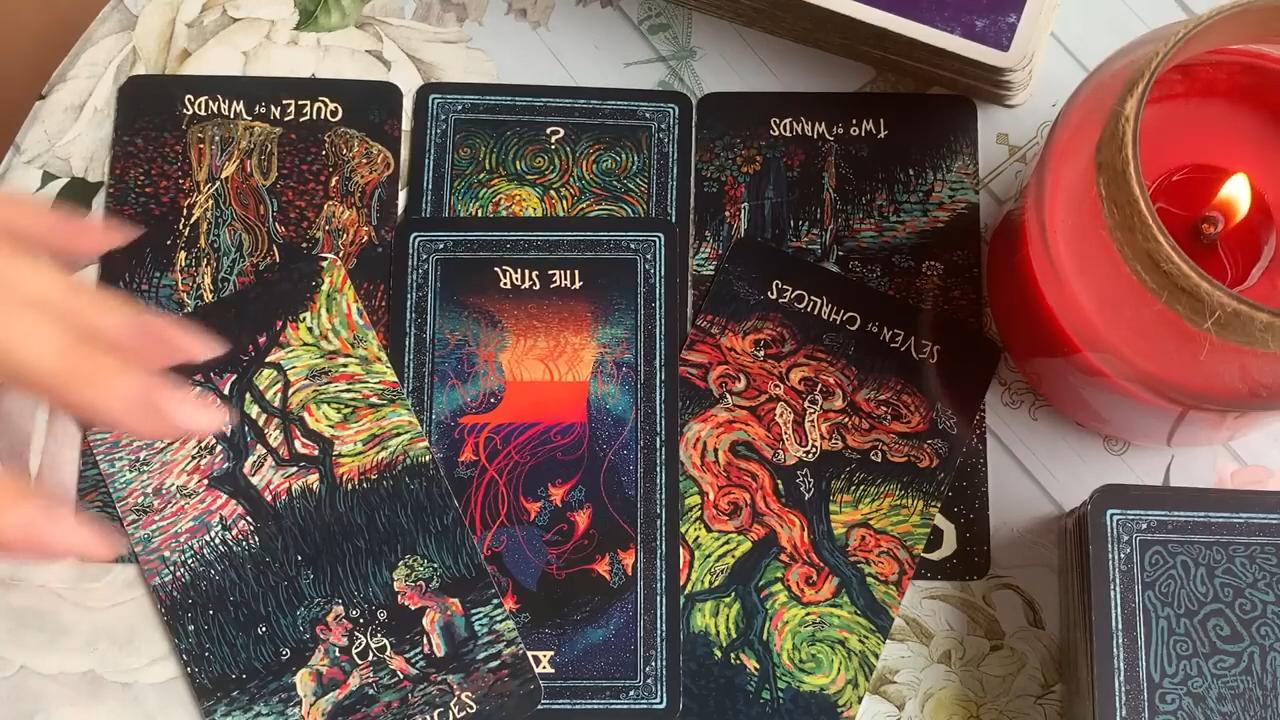 QUEEN OF WANDS
?
TWO OF WANDS
THE STAR
SEVEN OF CHALICES